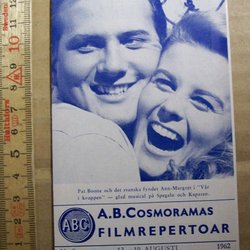 Pat Boone och det svenska fyndet Ann-Margret i "Vår
i kroppen" — glad musical på Spegeln och Kaparen.
ABC
A.B. COSMORAMAS
FILMREPERTOAR
AUGUSTI 1962